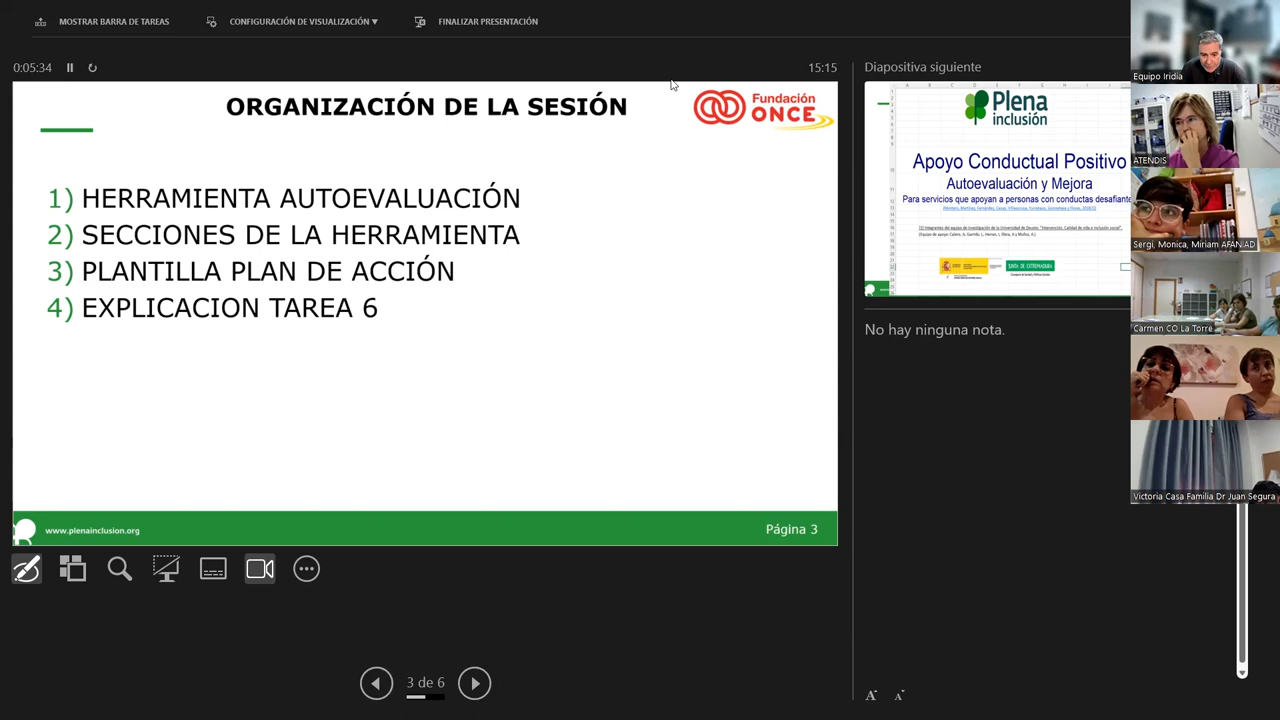 MOSTRAR BARRA DE TAREAS
CONFIGURACIÓN DE VISUALIZACIÓN ▼
FINALIZAR PRESENTACIÓN
0:05:34
15:15
ORGANIZACIÓN DE LA SESIÓN
Fundación
ONCE
1) HERRAMIENTA AUTOEVALUACIÓN
2) SECCIONES DE LA HERRAMIENTA
3) PLANTILLA PLAN DE ACCIÓN
4) EXPLICACION TAREA 6
www.plenainclusion.org
Página 3
3 de 6
Diapositiva siguiente
Plena
inclusión
Apoyo Conductual Positivo
Autoevaluación y Mejora
Para servicios que apoyan a personas con conductas desafiante
JUNTA DE EXTREMADURA
No hay ninguna nota.
A A
Equipo Iridia
ATENDIS
Sergi, Monica, Miriam AFANIAD
Carmen CO La Torre
Victoria Casa Familia Dr Juan Segura